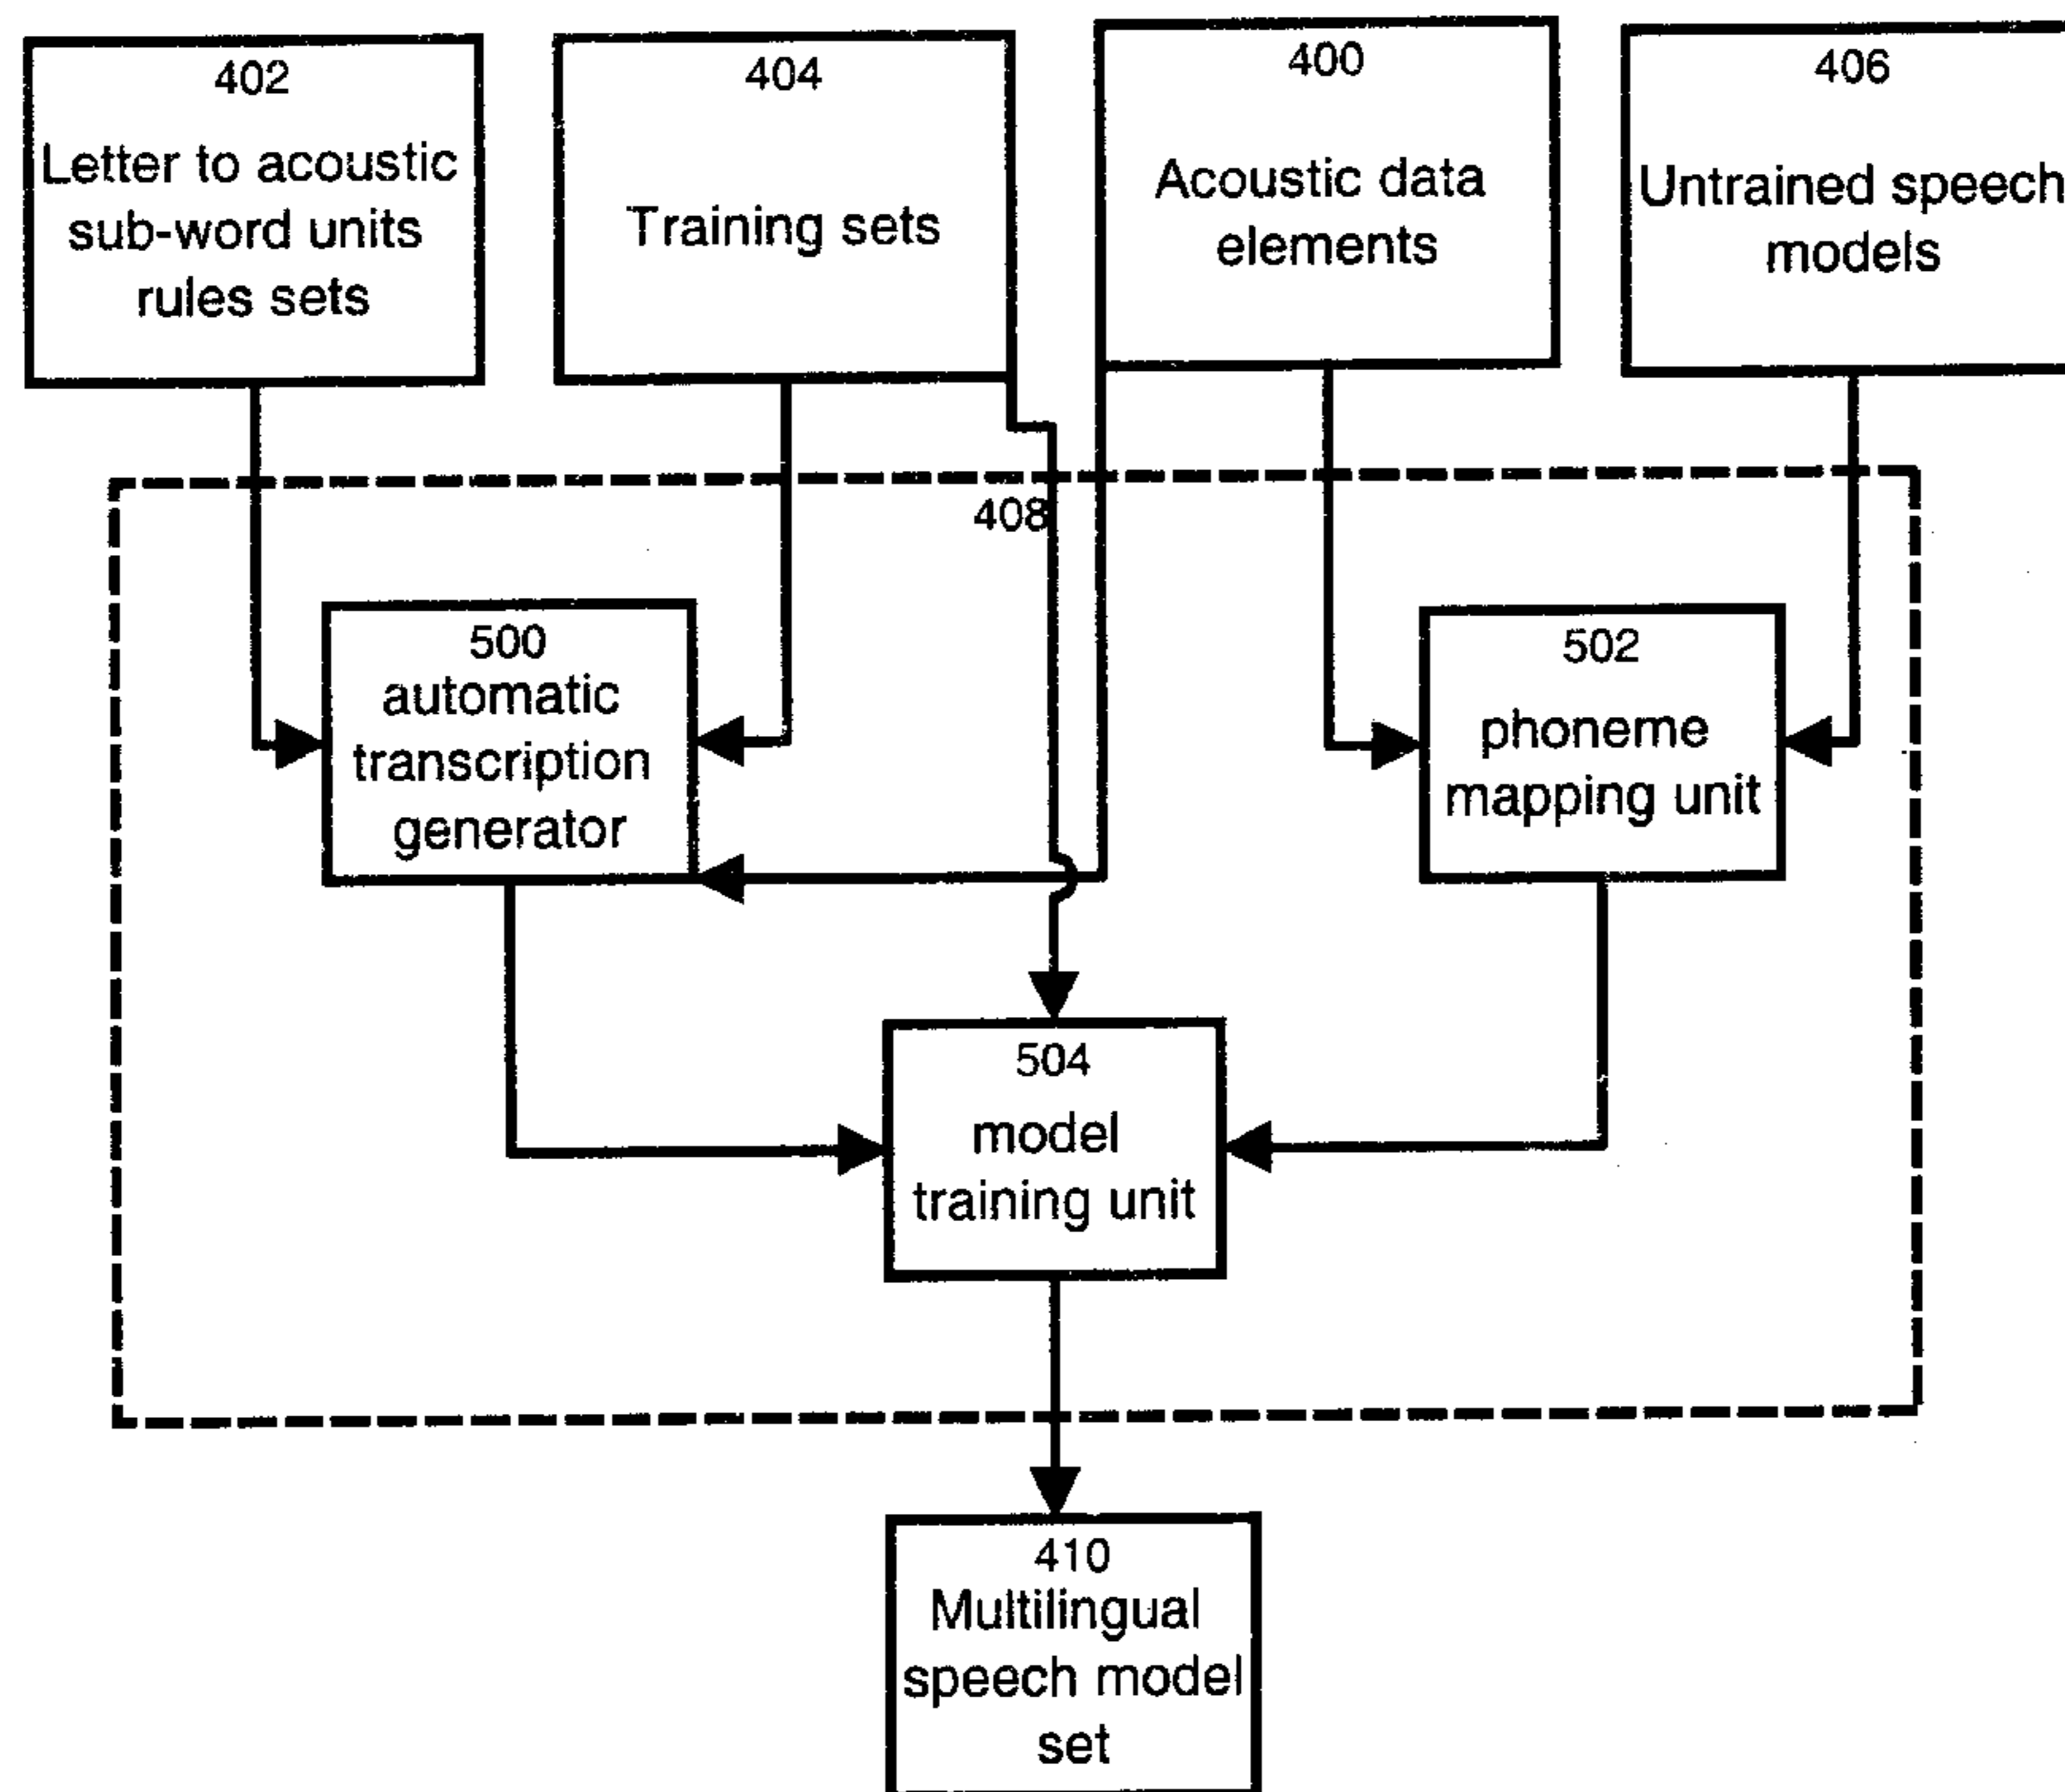 402
Letter to acoustic
sub-word units
rules sets
404
Training sets
400
Acoustic data
elements
406
Untrained speech
models
408
500
automatic
transcription
generator
502
phoneme
mapping unit
504
model
training unit
410
Multilingual
speech model
set